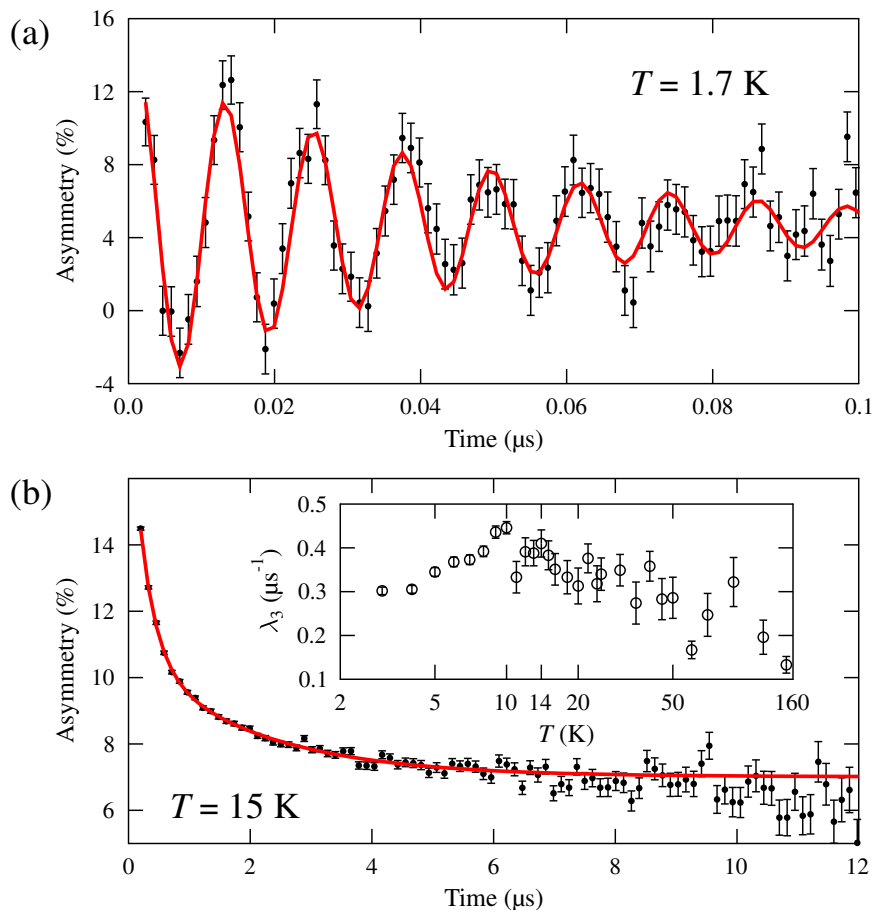 (a)
16
12
8
4
0
-4
Asymmetry (%)
T = 1.7 K
0.0 0.02 0.04 0.06 0.08 0.1
Time (μs)
(b)
14
12
10
8
6
Asymmetry (%)
0.5
0.4
0.3
0.2
0.1
λ3 (μs-1)
2 5 10 14 20 50 160
T (K)
T = 15 K
0 2 4 6 8 10 12
Time (μs)